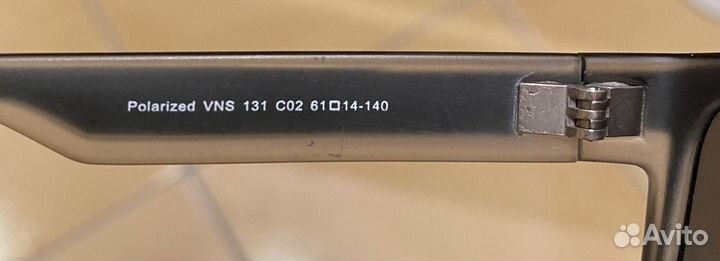 Polarized VNS 131 C02 61□14-140
Avito